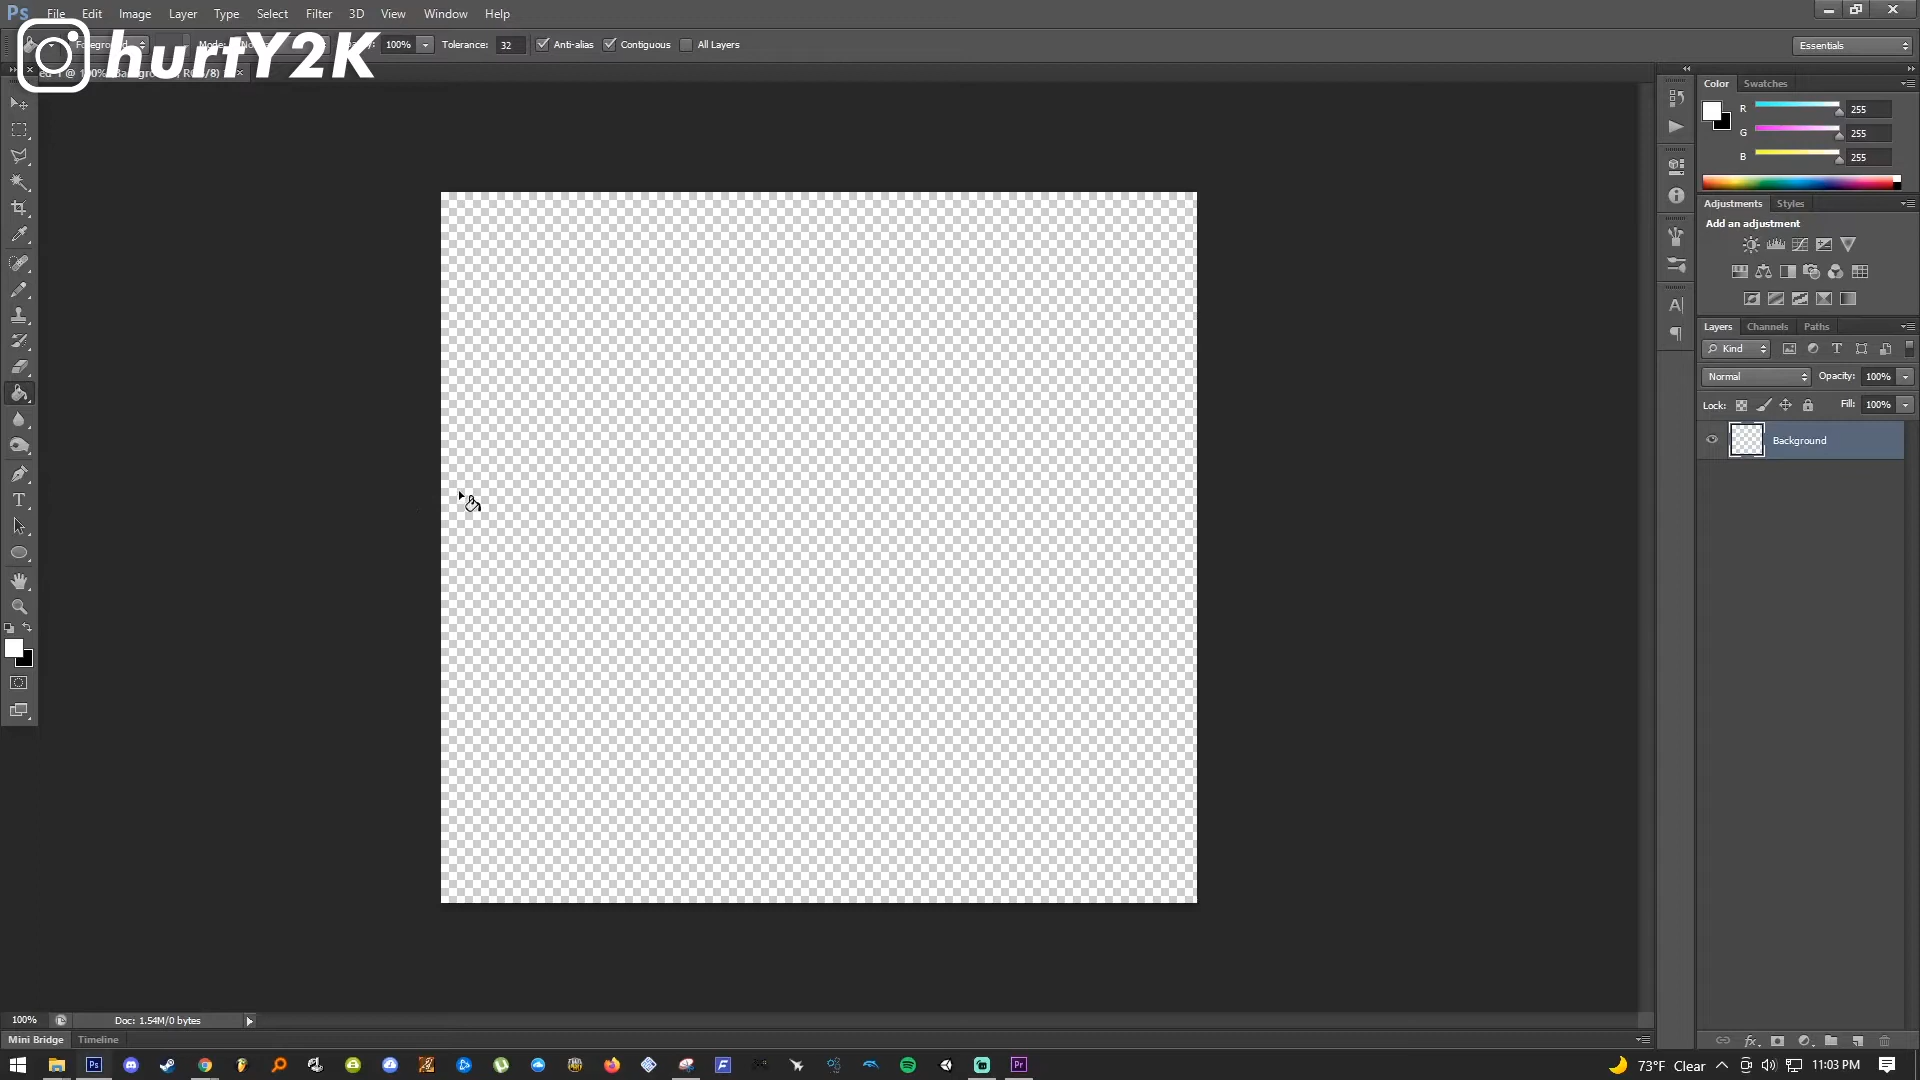 Ps File Edit Image Layer Type Select Filter 3D View Window Help
100% Tolerance: 32 Anti-alias Contiguous All Layers Essentials
hurtY2K
Color Swatches
R 255
G 255
B 255
Adjustments Styles
Add an adjustment
Layers Channels Paths
Kind
Normal Opacity: 100%
Lock: Fill: 100%
Background
100% Doc: 1.54M/0 bytes
Mini Bridge Timeline
73°F Clear 11:03 PM